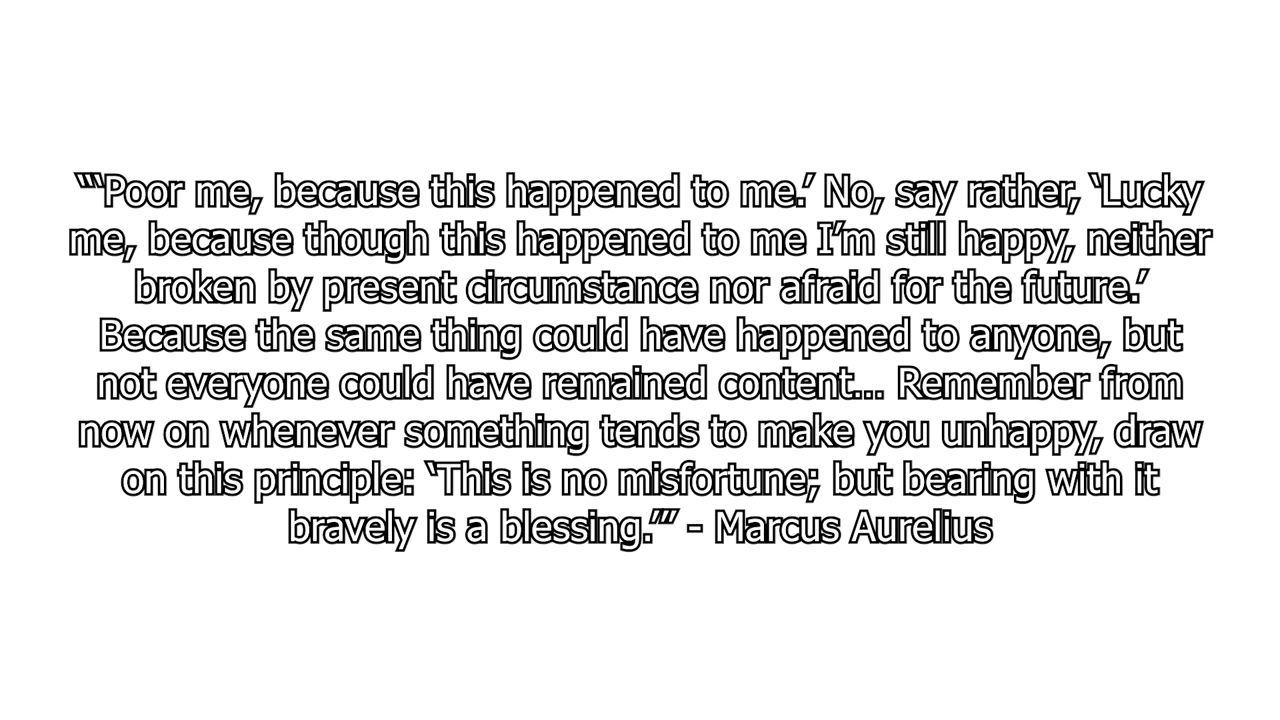 “‘Poor me, because this happened to me.’ No, say rather, ‘Lucky
me, because though this happened to me I’m still happy, neither
broken by present circumstance nor afraid for the future.’
Because the same thing could have happened to anyone, but
not everyone could have remained content... Remember from
now on whenever something tends to make you unhappy, draw
on this principle: ‘This is no misfortune; but bearing with it
bravely is a blessing.’” - Marcus Aurelius